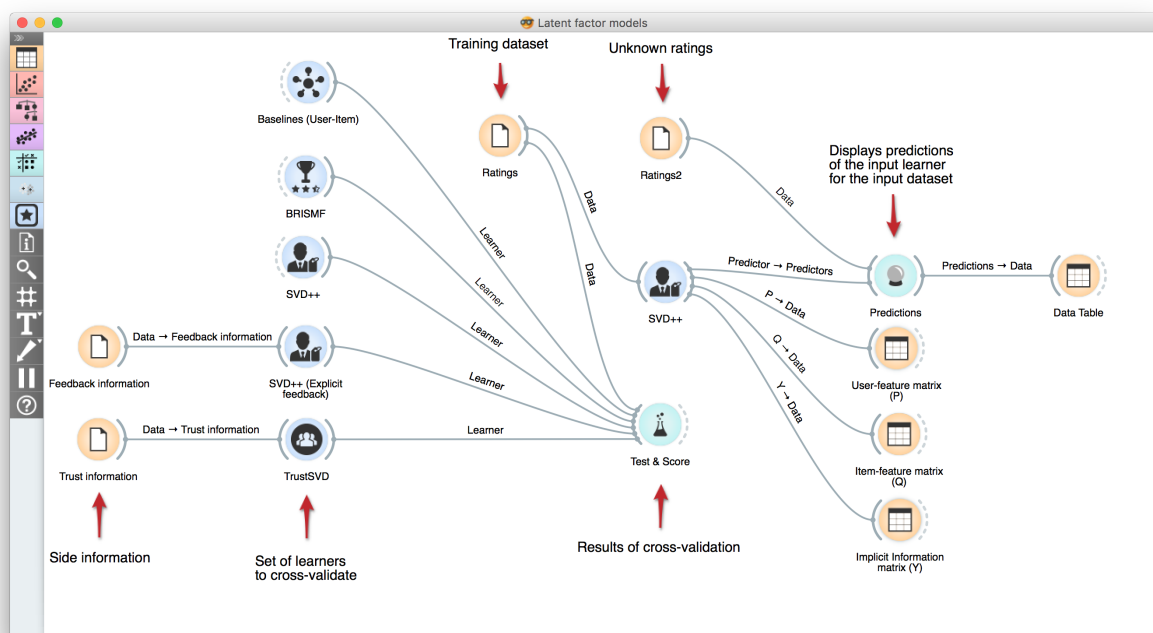 Latent factor models
Training dataset
Unknown ratings
Baselines (User-Item)
Ratings
Ratings2
Displays predictions
of the input learner
for the input dataset
BRISMF
Data
Data
Data
Learner
Learner
Learner
Learner
Learner
SVD++
SVD++
Predictor → Predictors
Predictions → Data
Predictions
Data Table
P → Data
Q → Data
Y → Data
Data → Feedback information
Feedback information
SVD++ (Explicit
feedback)
User-feature matrix
(P)
Data → Trust information
Trust information
TrustSVD
Test & Score
Item-feature matrix
(Q)
Side information
Set of learners
to cross-validate
Results of cross-validation
Implicit Information
matrix (Y)